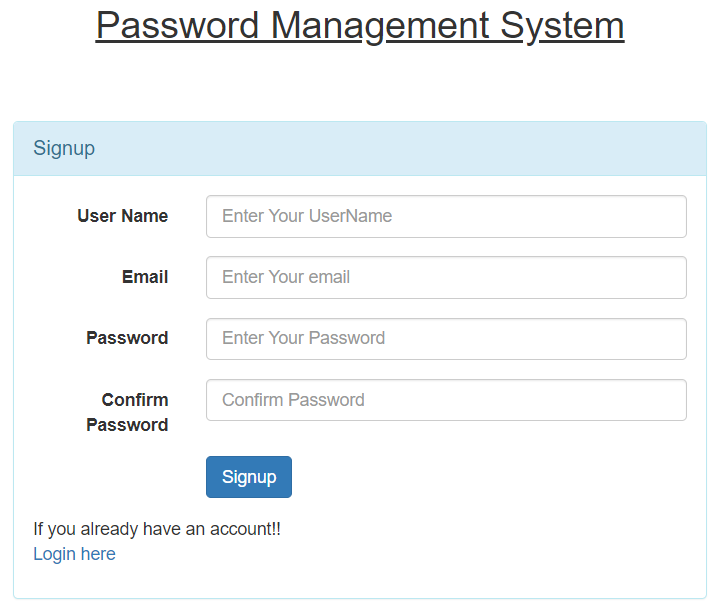 Password Management System
Signup
User Name
Enter Your UserName
Email
Enter Your email
Password
Enter Your Password
Confirm
Password
Confirm Password
Signup
If you already have an account!!
Login here